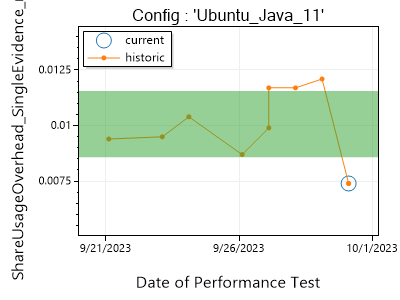 Config : 'Ubuntu_Java_11'
current
historic
ShareUsageOverhead_SingleEvidence_
0.0125
0.01
0.0075
9/21/2023
9/26/2023
10/1/2023
Date of Performance Test